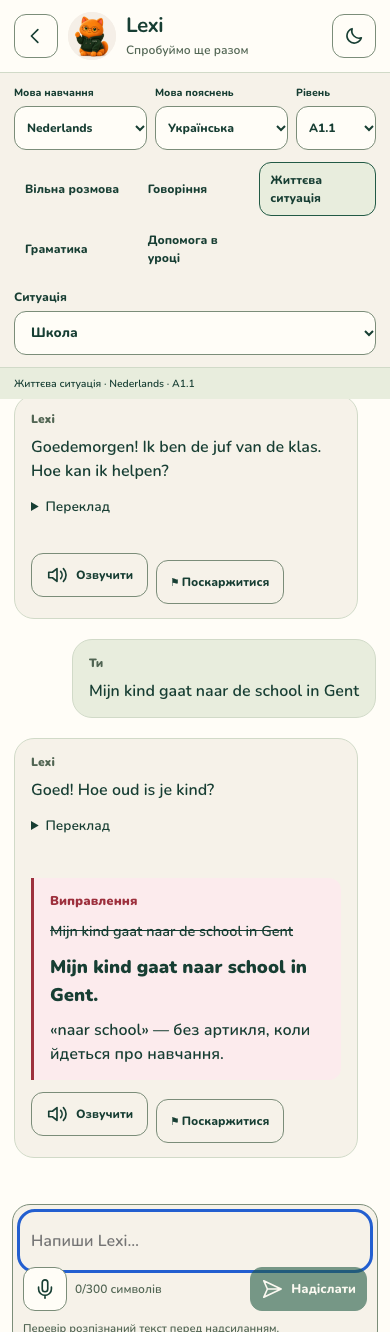 Lexi
Спробуймо ще разом
Мова навчання
Мова пояснень
Рівень
Nederlands
Українська
A1.1
Вільна розмова
Говоріння
Життєва
ситуація
Граматика
Допомога в
уроці
Ситуація
Школа
Життєва ситуація · Nederlands · A1.1
Lexi
Goedemorgen! Ik ben de juf van de klas.
Hoe kan ik helpen?
Переклад
Озвучити
Поскаржитися
Ти
Mijn kind gaat naar de school in Gent
Lexi
Goed! Hoe oud is je kind?
Переклад
Виправлення
Mijn kind gaat naar de school in Gent
Mijn kind gaat naar school in
Gent.
«naar school» — без артикля, коли
йдеться про навчання.
Озвучити
Поскаржитися
Напиши Lexi...
0/300 символів
Надіслати
Перевір розпізнаний текст перед надсиланням.